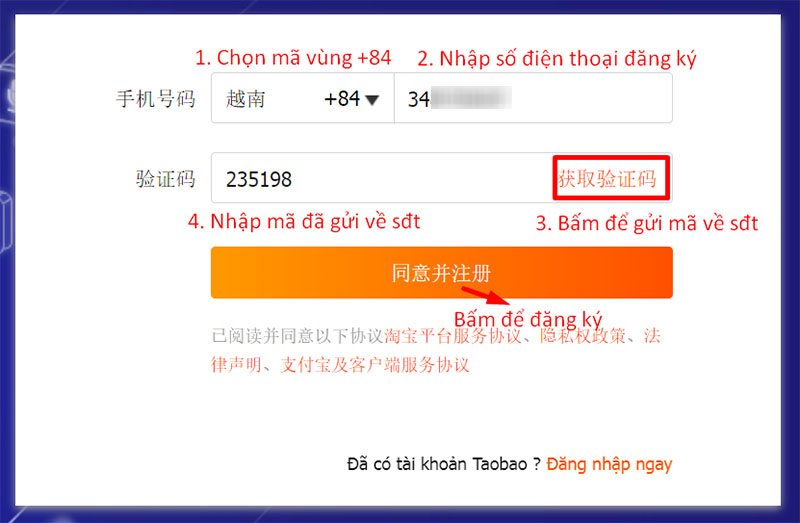 1. Chọn mã vùng +84 2. Nhập số điện thoại đăng ký
手机号码 越南 +84 34
验证码 235198 获取验证码
4. Nhập mã đã gửi về sđt 3. Bấm để gửi mã về sđt
同意并注册
Bấm để đăng ký
已阅读并同意以下协议淘宝平台服务协议、隐私权政策、法
律声明、支付宝及客户端服务协议
Đã có tài khoản Taobao ? Đăng nhập ngay